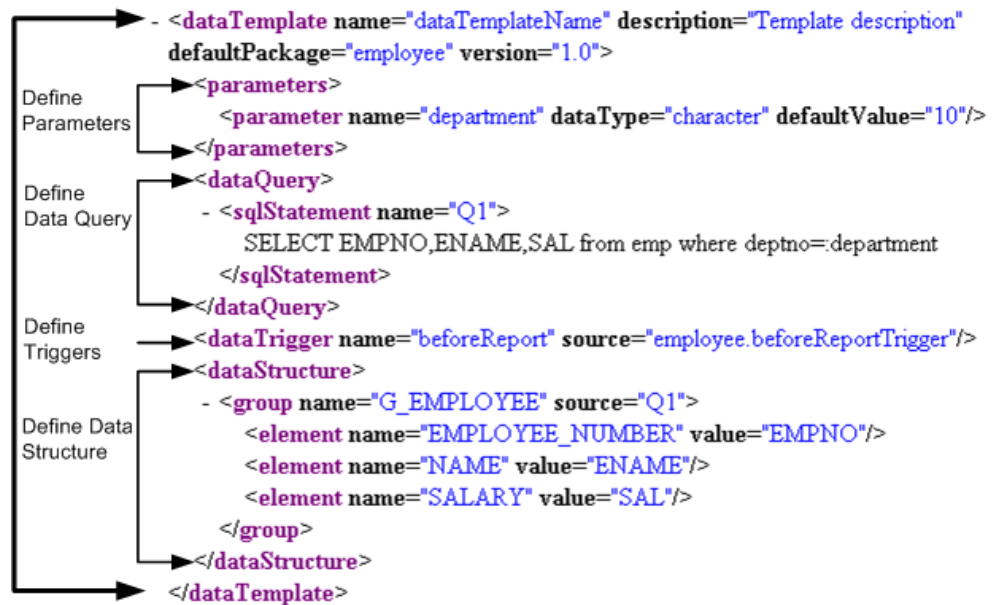 - <dataTemplate name="dataTemplateName" description="Template description"
defaultPackage="employee" version="1.0">
Define
Parameters
<parameters>
<parameter name="department" dataType="character" defaultValue="10"/>
</parameters>
Define
Data Query
<dataQuery>
- <sqlStatement name="Q1">
SELECT EMPNO,ENAME,SAL from emp where deptno=:department
</sqlStatement>
</dataQuery>
Define
Triggers
<dataTrigger name="beforeReport" source="employee.beforeReportTrigger"/>
Define Data
Structure
<dataStructure>
- <group name="G_EMPLOYEE" source="Q1">
<element name="EMPLOYEE_NUMBER" value="EMPNO"/>
<element name="NAME" value="ENAME"/>
<element name="SALARY" value="SAL"/>
</group>
</dataStructure>
</dataTemplate>